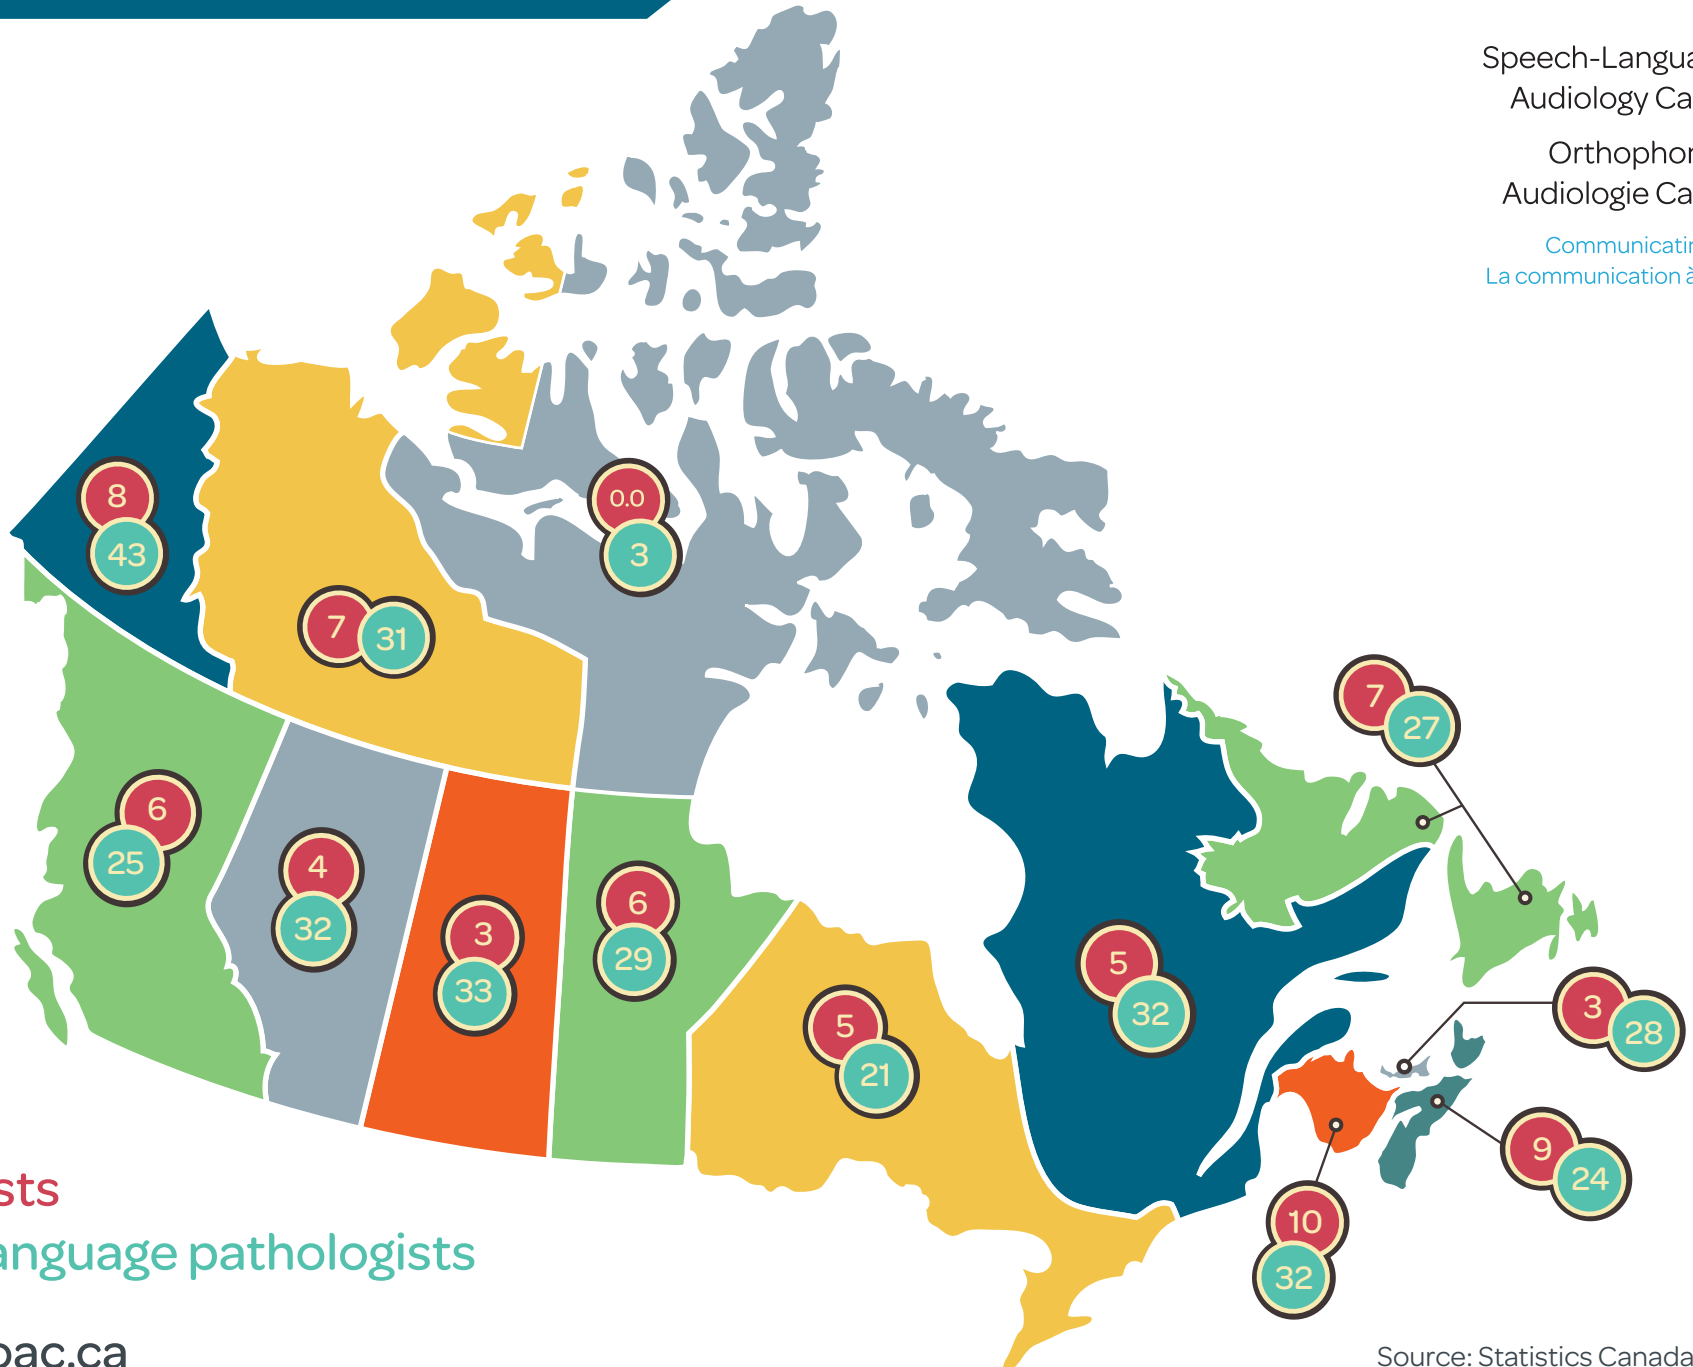 Speech-Langua
Audiology Ca
Orthophon
Audiologie Ca
Communicatin
La communication à
8
43
0.0
3
7
31
7
27
6
25
4
32
3
33
6
29
5
32
5
21
3
28
9
24
10
32
sts
anguage pathologists
pac.ca
Source: Statistics Canada